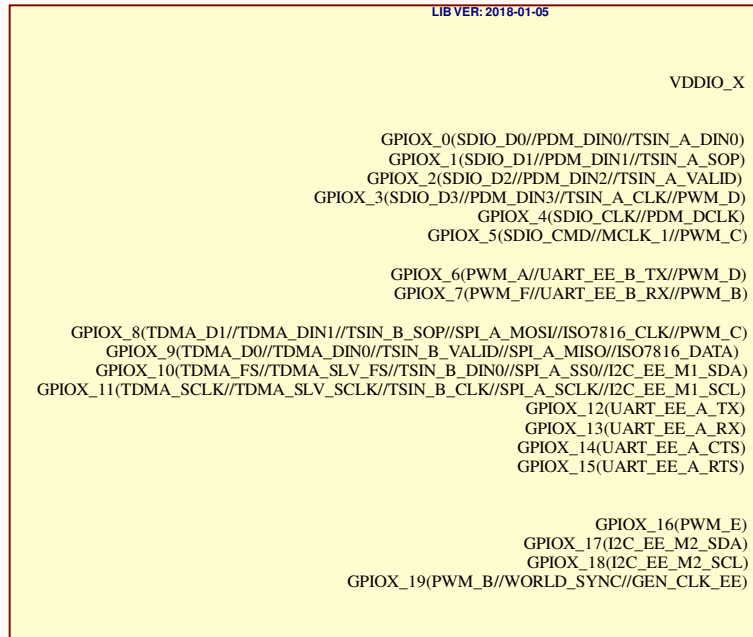 LIB VER: 2018-01-05
VDDIO_X
GPIOX_0(SDIO_D0//PDM_DIN0//TSIN_A_DIN0)
GPIOX_1(SDIO_D1//PDM_DIN1//TSIN_A_SOP)
GPIOX_2(SDIO_D2//PDM_DIN2//TSIN_A_VALID)
GPIOX_3(SDIO_D3//PDM_DIN3//TSIN_A_CLK//PWM_D)
GPIOX_4(SDIO_CLK//PDM_DCLK)
GPIOX_5(SDIO_CMD//MCLK_1//PWM_C)
GPIOX_6(PWM_A//UART_EE_B_TX//PWM_D)
GPIOX_7(PWM_F//UART_EE_B_RX//PWM_B)
GPIOX_8(TDMA_D1//TDMA_DIN1//TSIN_B_SOP//SPI_A_MOSI//ISO7816_CLK//PWM_C)
GPIOX_9(TDMA_D0//TDMA_DIN0//TSIN_B_VALID//SPI_A_MISO//ISO7816_DATA)
GPIOX_10(TDMA_FS//TDMA_SLV_FS//TSIN_B_DIN0//SPI_A_SS0//I2C_EE_M1_SDA)
GPIOX_11(TDMA_SCLK//TDMA_SLV_SCLK//TSIN_B_CLK//SPI_A_SCLK//I2C_EE_M1_SCL)
GPIOX_12(UART_EE_A_TX)
GPIOX_13(UART_EE_A_RX)
GPIOX_14(UART_EE_A_CTS)
GPIOX_15(UART_EE_A_RTS)
GPIOX_16(PWM_E)
GPIOX_17(I2C_EE_M2_SDA)
GPIOX_18(I2C_EE_M2_SCL)
GPIOX_19(PWM_B//WORLD_SYNC//GEN_CLK_EE)